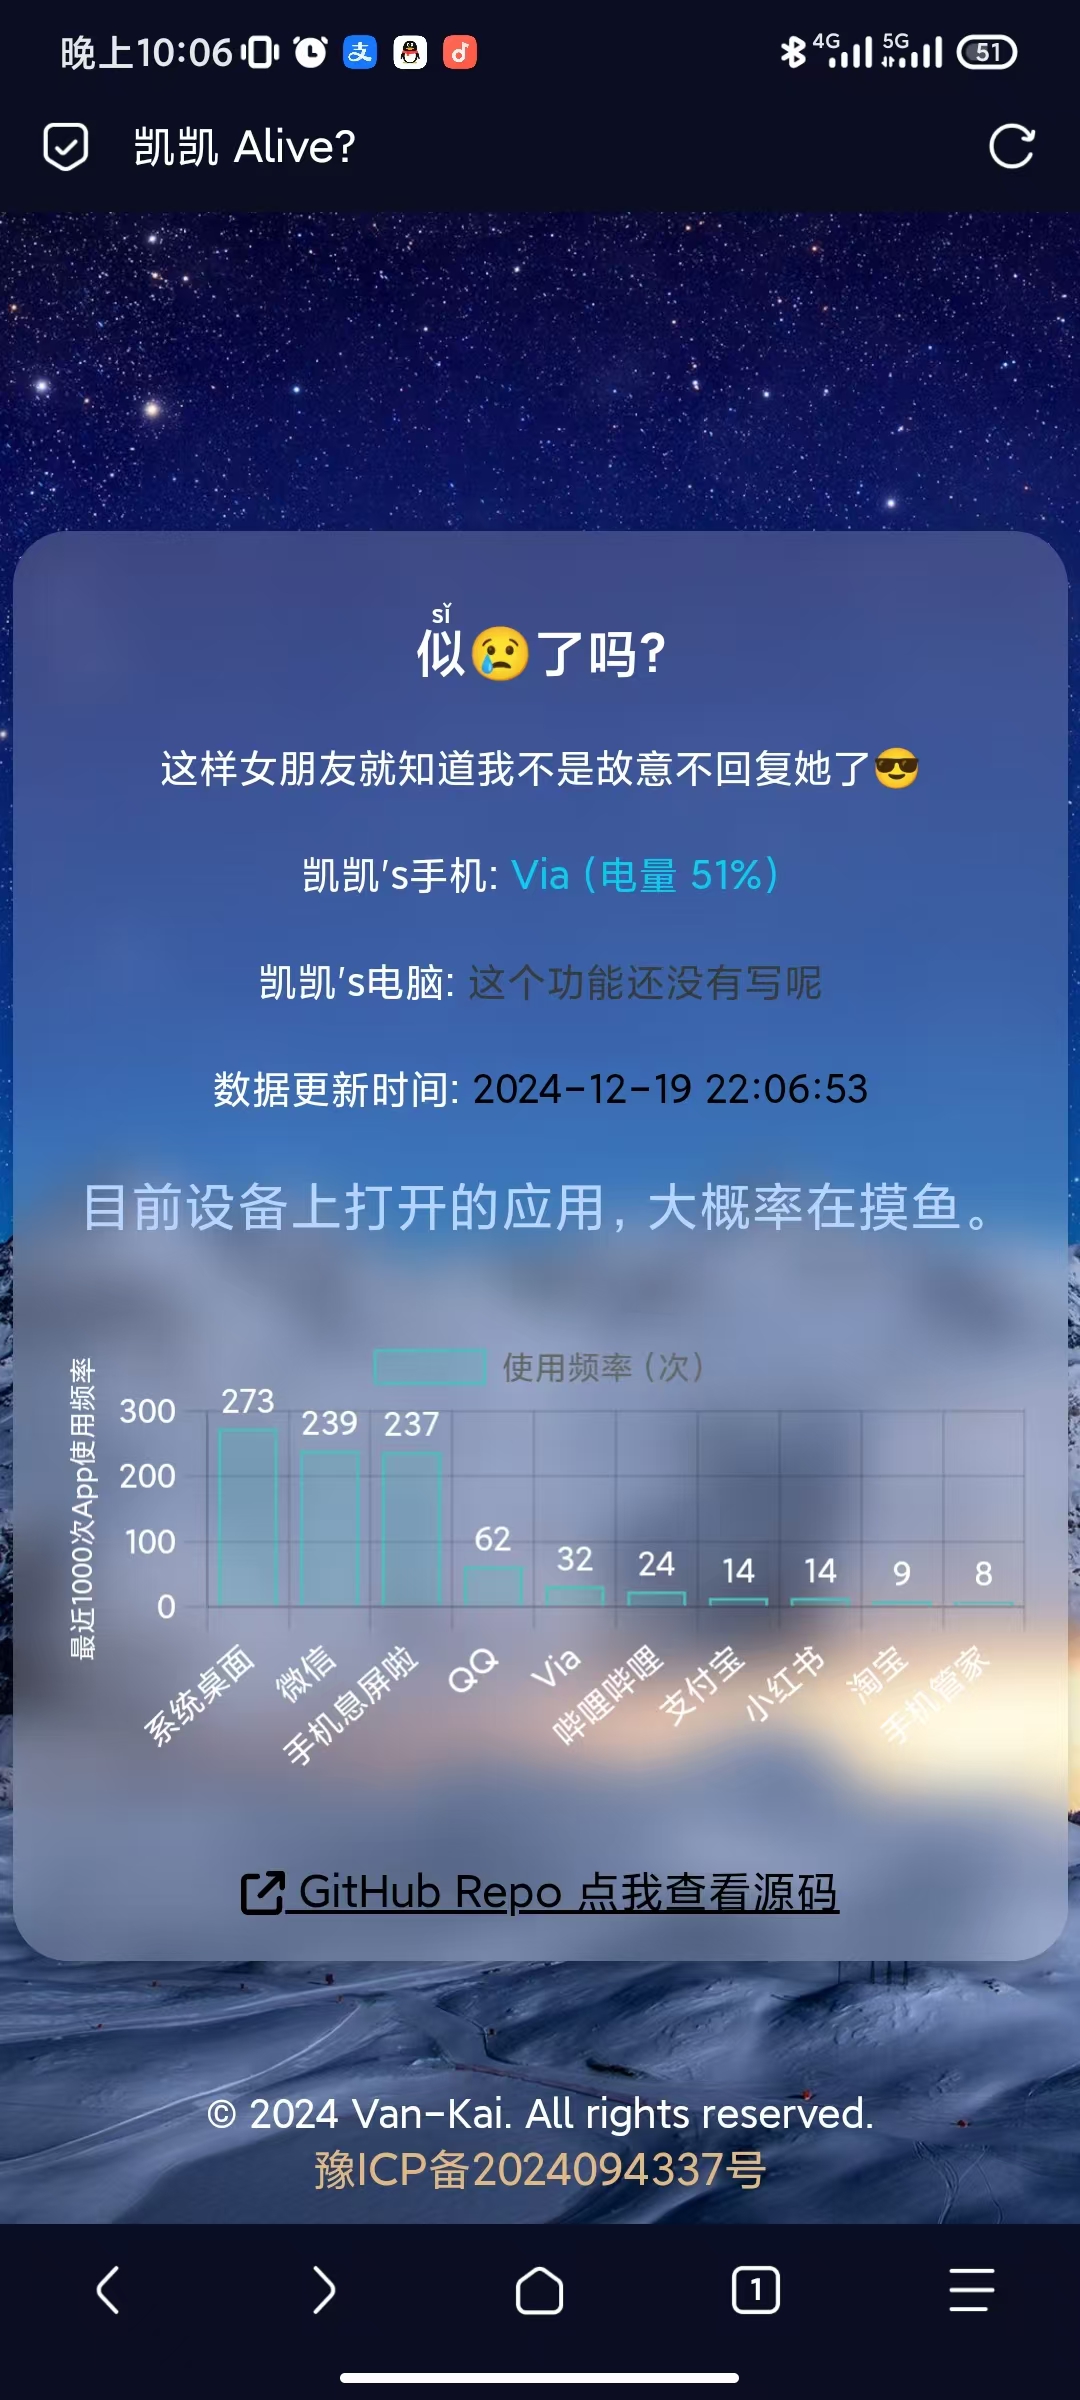 晚上10:06 支 4G 5G 51
凯凯 Alive?
sǐ
似😢了吗?
这样女朋友就知道我不是故意不回复她了😎
凯凯's手机: Via (电量 51%)
凯凯's电脑: 这个功能还没有写呢
数据更新时间: 2024-12-19 22:06:53
目前设备上打开的应用，大概率在摸鱼。
使用频率 (次)
最近1000次App使用频率
300
200
100
0
273
239
237
62
32
24
14
14
9
8
系统桌面
微信
手机息屏啦
QQ
Via
哔哩哔哩
支付宝
小红书
淘宝
手机管家
GitHub Repo 点我查看源码
© 2024 Van-Kai. All rights reserved.
豫ICP备2024094337号
1